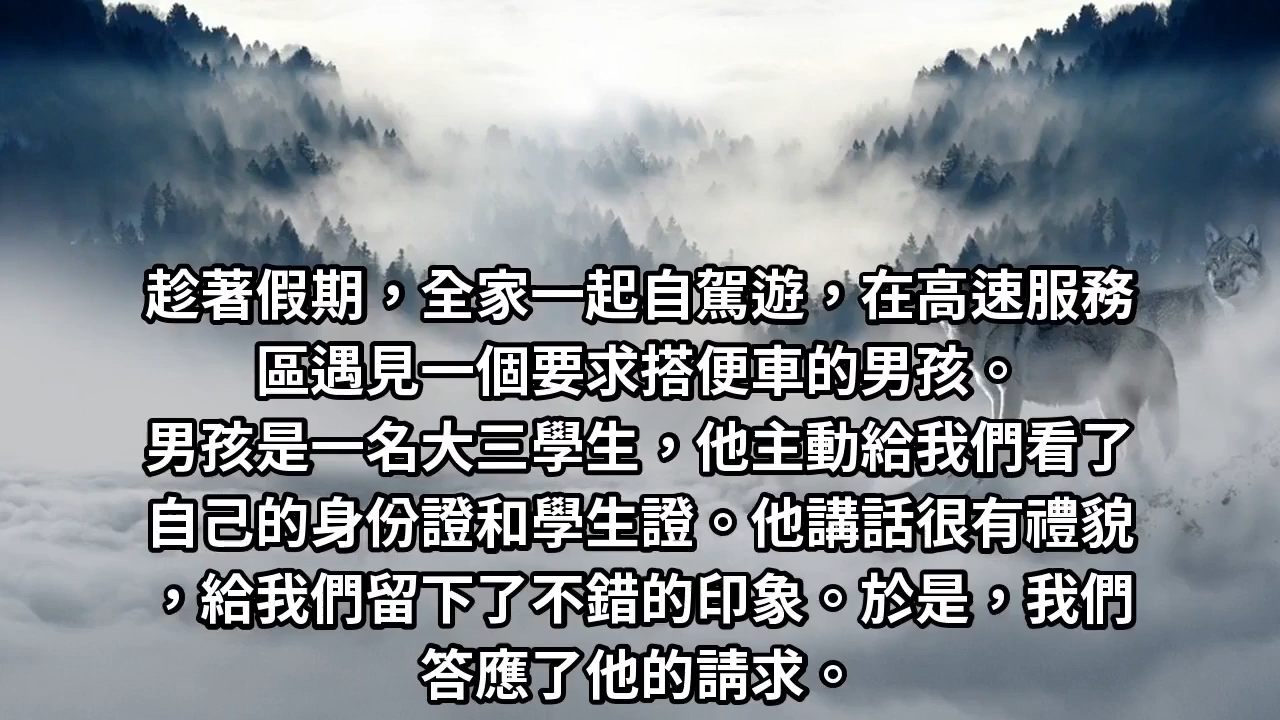 趁著假期，全家一起自駕遊，在高速服務
區遇見一個要求搭便車的男孩。
男孩是一名大三學生，他主動給我們看了
自己的身份證和學生證。他講話很有禮貌
，給我們留下了不錯的印象。於是，我們
答應了他的請求。